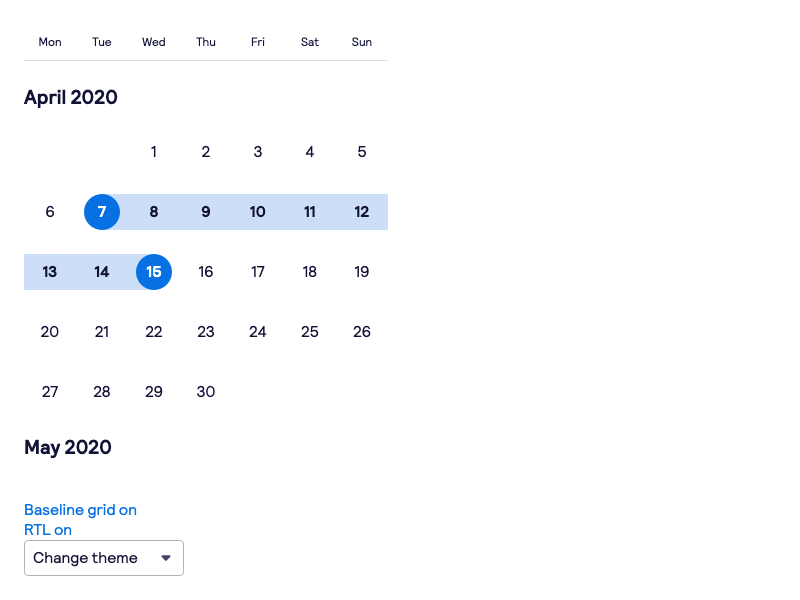 Mon Tue Wed Thu Fri Sat Sun
April 2020
1 2 3 4 5
6 7 8 9 10 11 12
13 14 15 16 17 18 19
20 21 22 23 24 25 26
27 28 29 30
May 2020
Baseline grid on
RTL on
Change theme